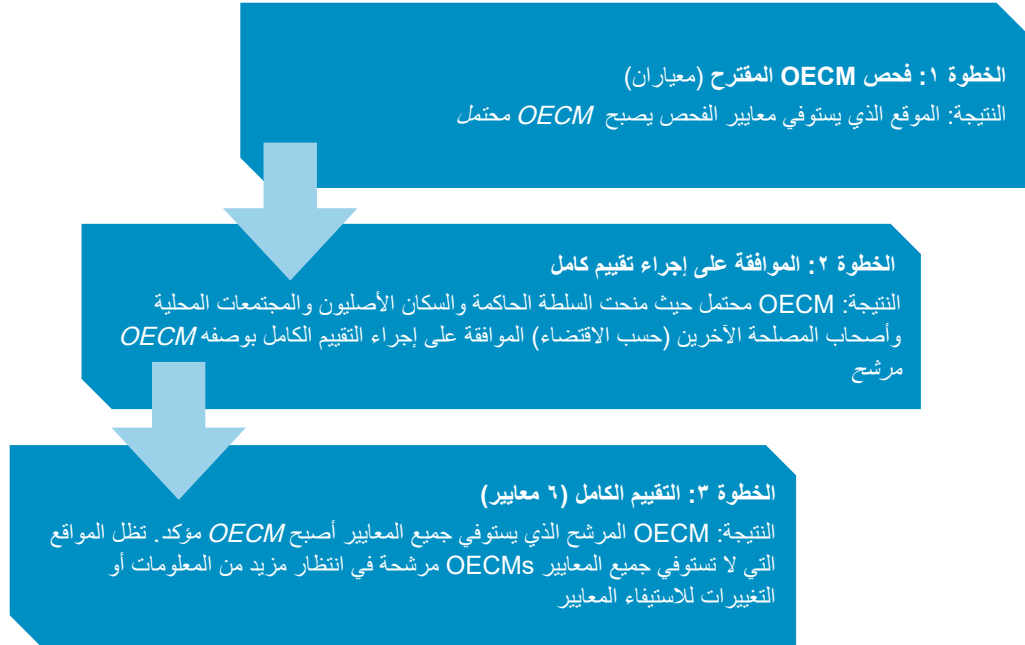 الخطوة ١: فحص OECM المقترح (معياران)
النتيجة: الموقع الذي يستوفي معايير الفحص يصبح OECM محتمل
الخطوة ٢: الموافقة على إجراء تقييم كامل
النتيجة: OECM محتمل حيث منحت السلطة الحاكمة والسكان الأصليون والمجتمعات المحلية
وأصحاب المصلحة الآخرين (حسب الاقتضاء) الموافقة على إجراء التقييم الكامل بوصفه OECM
مرشح
الخطوة ٣: التقييم الكامل (٦ معايير)
النتيجة: OECM المرشح الذي يستوفي جميع المعايير أصبح OECM مؤكد. تظل المواقع
التي لا تستوفي جميع المعايير OECMs مرشحة في انتظار مزيد من المعلومات أو
التغييرات للاستيفاء المعايير